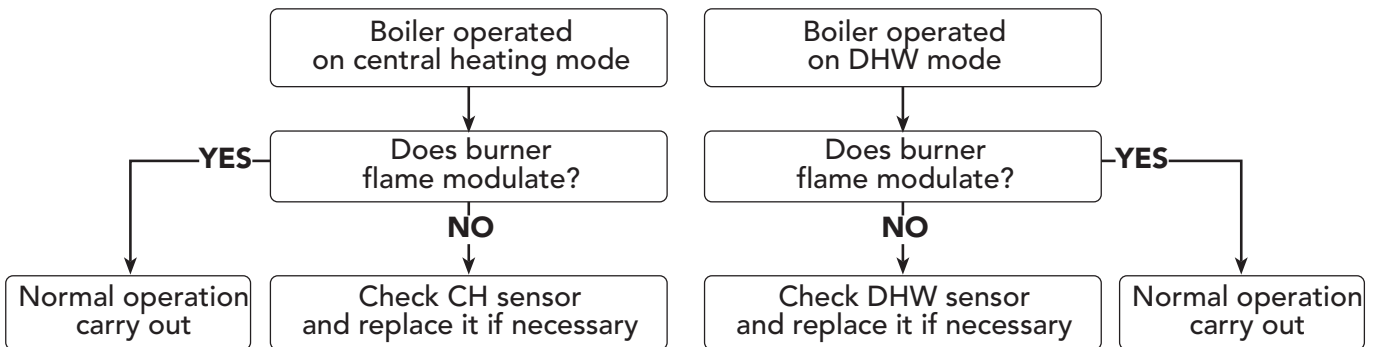 Boiler operated
on central heating mode
Boiler operated
on DHW mode
YES
Does burner
flame modulate?
Does burner
flame modulate?
YES
NO
NO
Normal operation
carry out
Check CH sensor
and replace it if necessary
Check DHW sensor
and replace it if necessary
Normal operation
carry out